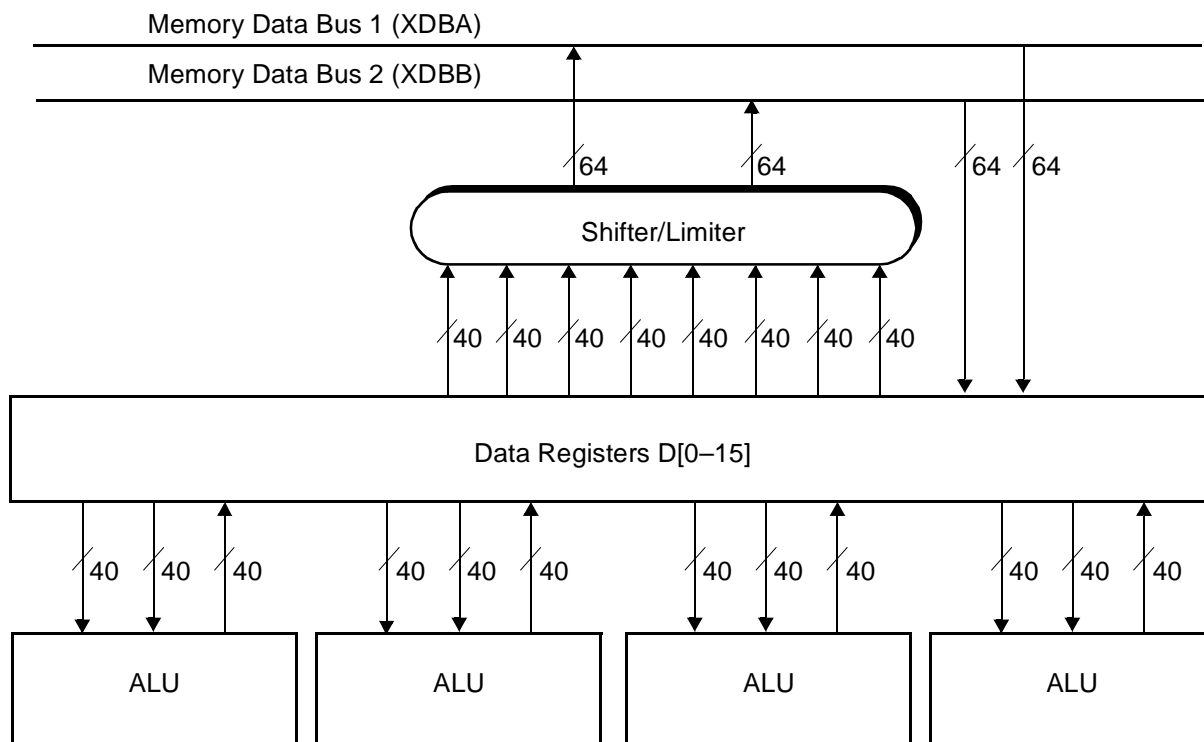 Memory Data Bus 1 (XDBA)
Memory Data Bus 2 (XDBB)
64 64 64 64
Shifter/Limiter
40 40 40 40 40 40 40 40
Data Registers D[0–15]
40 40 40 40 40 40 40 40 40 40 40 40
ALU ALU ALU ALU